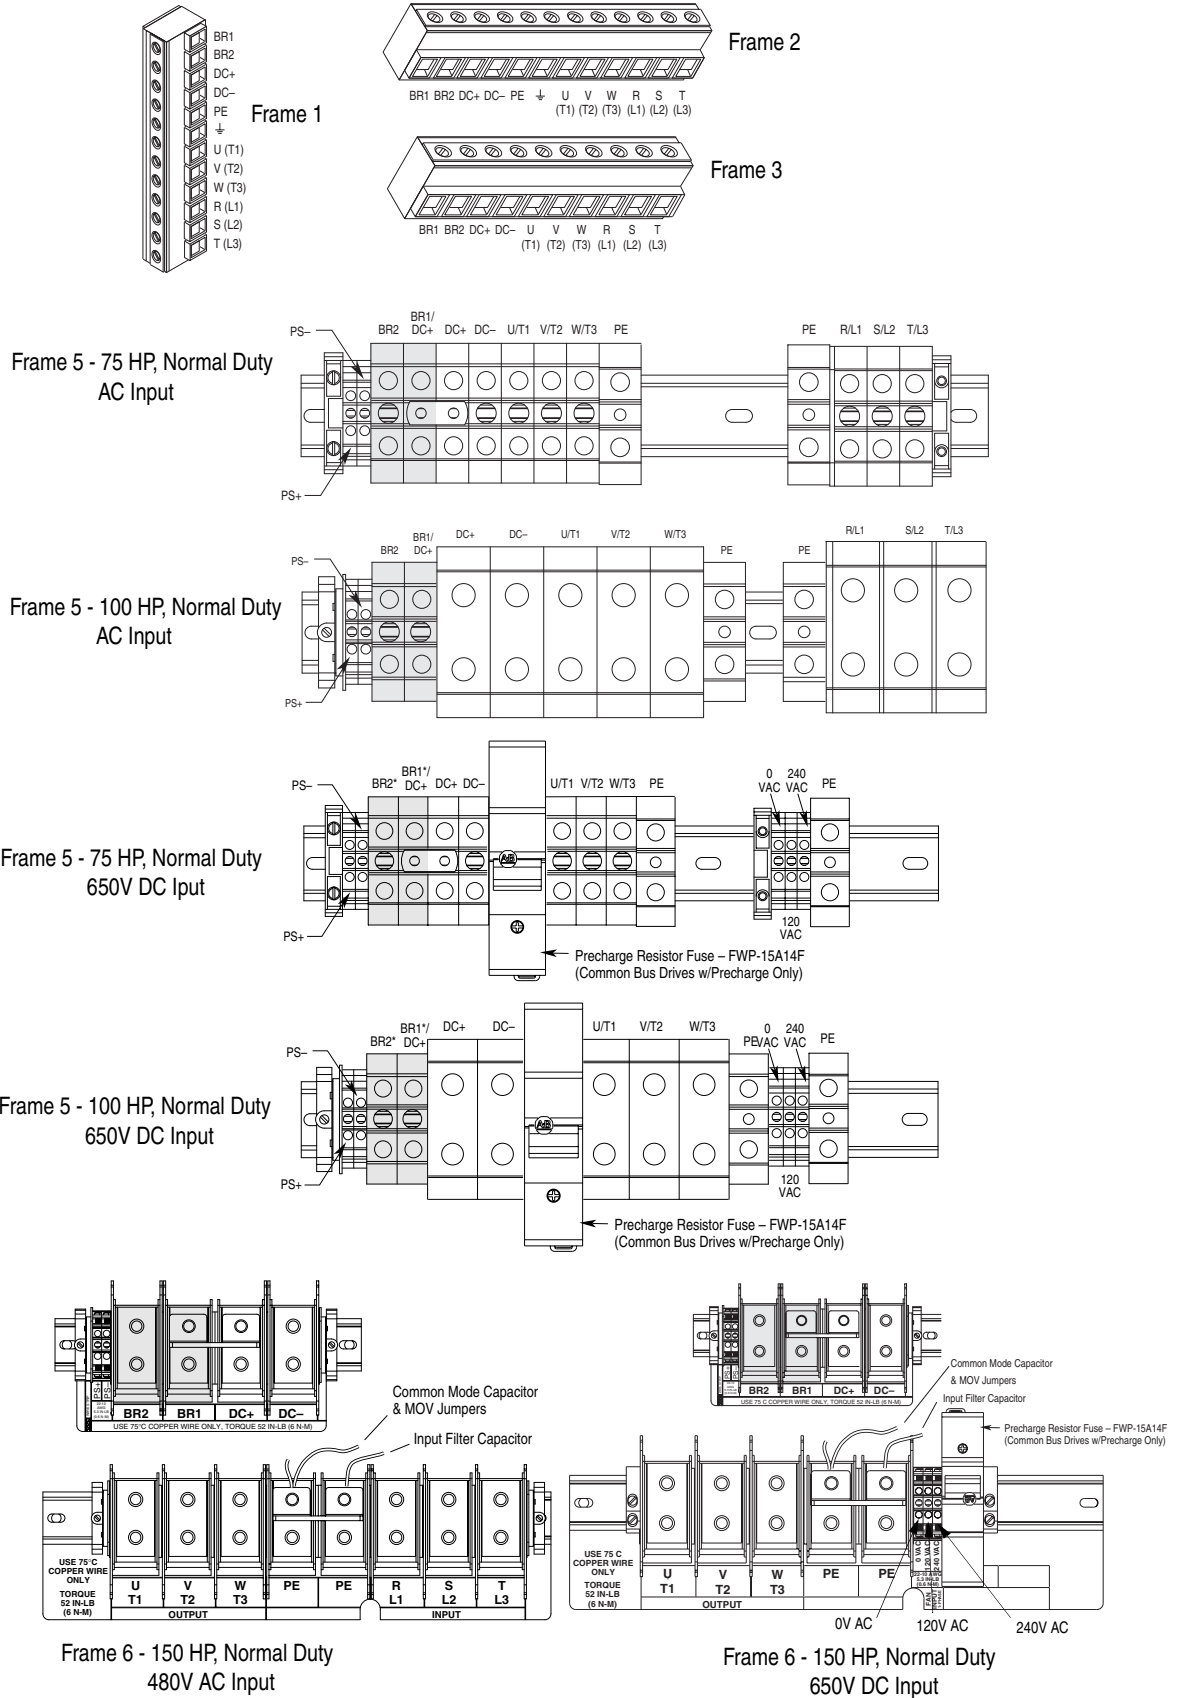 BR1
BR2
DC+
DC–
PE
⏚
U (T1)
V (T2)
W (T3)
R (L1)
S (L2)
T (L3)
Frame 1
Frame 2
BR1 BR2 DC+ DC– PE ⏚ U V W R S T
(T1) (T2) (T3) (L1) (L2) (L3)
Frame 3
BR1 BR2 DC+ DC– U V W R S T
(T1) (T2) (T3) (L1) (L2) (L3)
Frame 5 - 75 HP, Normal Duty
AC Input
PS–
BR2 BR1/ DC+ DC– U/T1 V/T2 W/T3 PE PE R/L1 S/L2 T/L3
DC+
PS+
Frame 5 - 100 HP, Normal Duty
AC Input
PS–
BR2 BR1/ DC+ DC– U/T1 V/T2 W/T3 PE PE R/L1 S/L2 T/L3
DC+
PS+
Frame 5 - 75 HP, Normal Duty
650V DC Iput
PS–
BR2* BR1*/ DC+ DC– U/T1 V/T2 W/T3 PE 0 240 PE
DC+ VAC VAC
A-B
PS+
120
VAC
Precharge Resistor Fuse – FWP-15A14F
(Common Bus Drives w/Precharge Only)
Frame 5 - 100 HP, Normal Duty
650V DC Input
PS–
BR2* BR1*/ DC+ DC– U/T1 V/T2 W/T3 PE 0 240 PE
DC+ VAC VAC
A-B
PS+
120
VAC
Precharge Resistor Fuse – FWP-15A14F
(Common Bus Drives w/Precharge Only)
PS+
PS–
BR2 BR1 DC+ DC–
USE 75°C COPPER WIRE ONLY, TORQUE 52 IN-LB (6 N-M)
Common Mode Capacitor
& MOV Jumpers
Input Filter Capacitor
USE 75°C
COPPER WIRE
ONLY
TORQUE
52 IN-LB
(6 N-M)
U V W PE PE R S T
T1 T2 T3 L1 L2 L3
OUTPUT INPUT
Frame 6 - 150 HP, Normal Duty
480V AC Input
PS+
PS–
BR2 BR1 DC+ DC–
USE 75 C COPPER WIRE ONLY, TORQUE 52 IN-LB (6 N-M)
Common Mode Capacitor
& MOV Jumpers
Input Filter Capacitor
Precharge Resistor Fuse – FWP-15A14F
(Common Bus Drives w/Precharge Only)
USE 75 C
COPPER WIRE
ONLY
TORQUE
52 IN-LB
(6 N-M)
U V W PE PE
T1 T2 T3
OUTPUT
0 VAC
120 VAC
240 VAC
FAN
INPUT
0V AC
120V AC
240V AC
Frame 6 - 150 HP, Normal Duty
650V DC Input